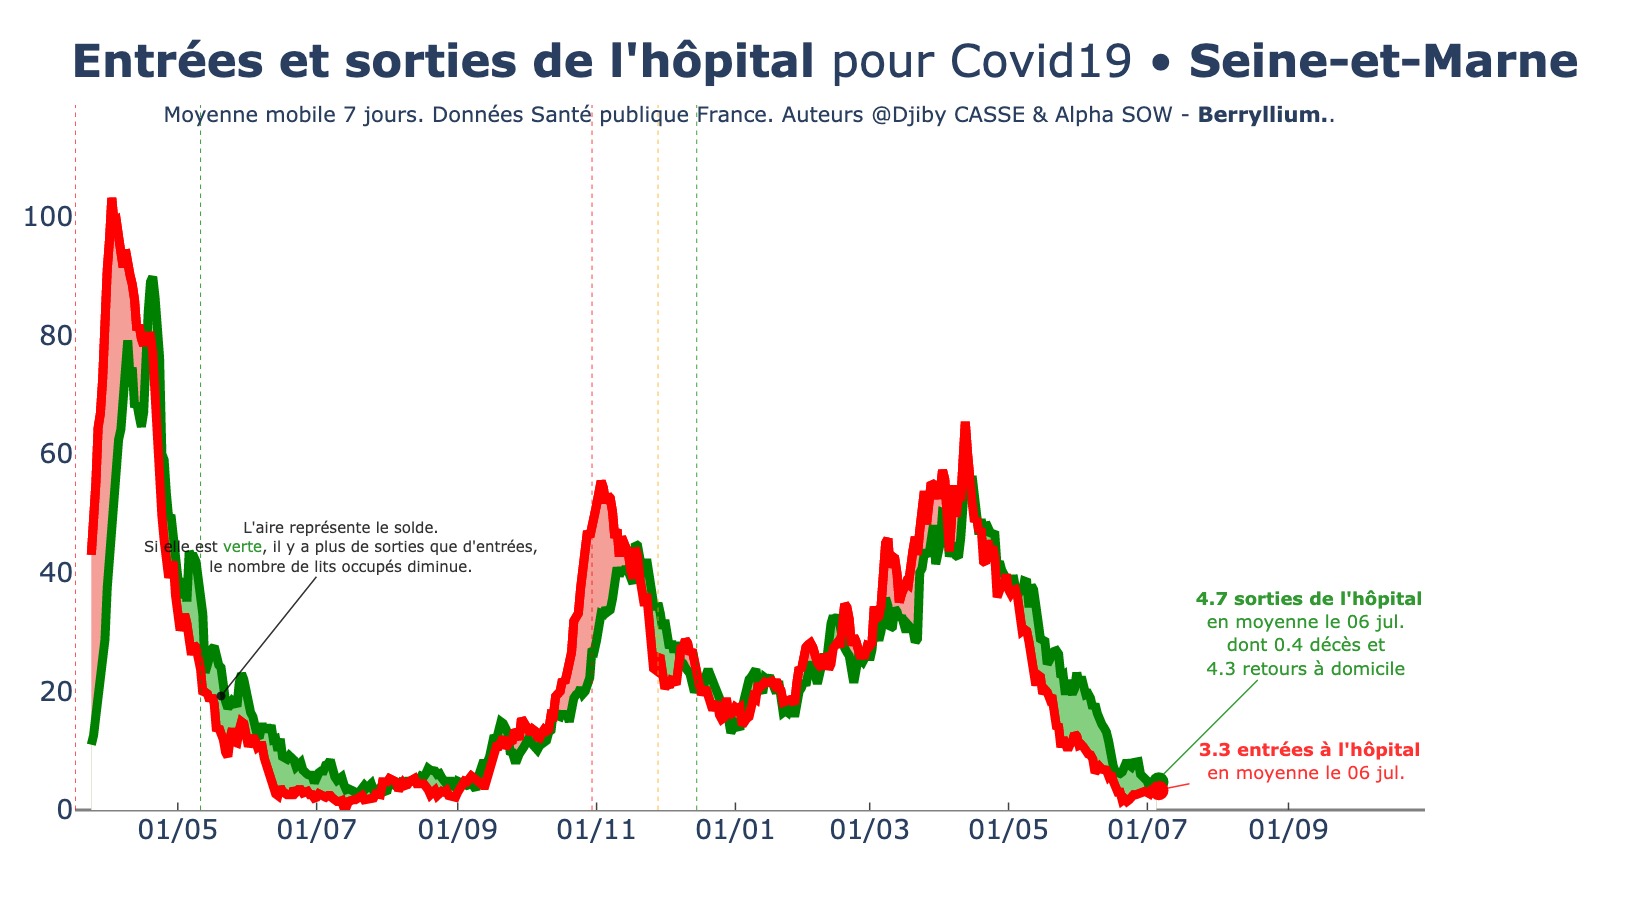 Entrées et sorties de l'hôpital pour Covid19 • Seine-et-Marne
Moyenne mobile 7 jours. Données Santé publique France. Auteurs @Djiby CASSE & Alpha SOW - Berryllium..
100
80
60
40
20
0
L'aire représente le solde.
Si elle est verte, il y a plus de sorties que d'entrées,
le nombre de lits occupés diminue.
4.7 sorties de l'hôpital
en moyenne le 06 jul.
dont 0.4 décès et
4.3 retours à domicile
3.3 entrées à l'hôpital
en moyenne le 06 jul.
01/05 01/07 01/09 01/11 01/01 01/03 01/05 01/07 01/09